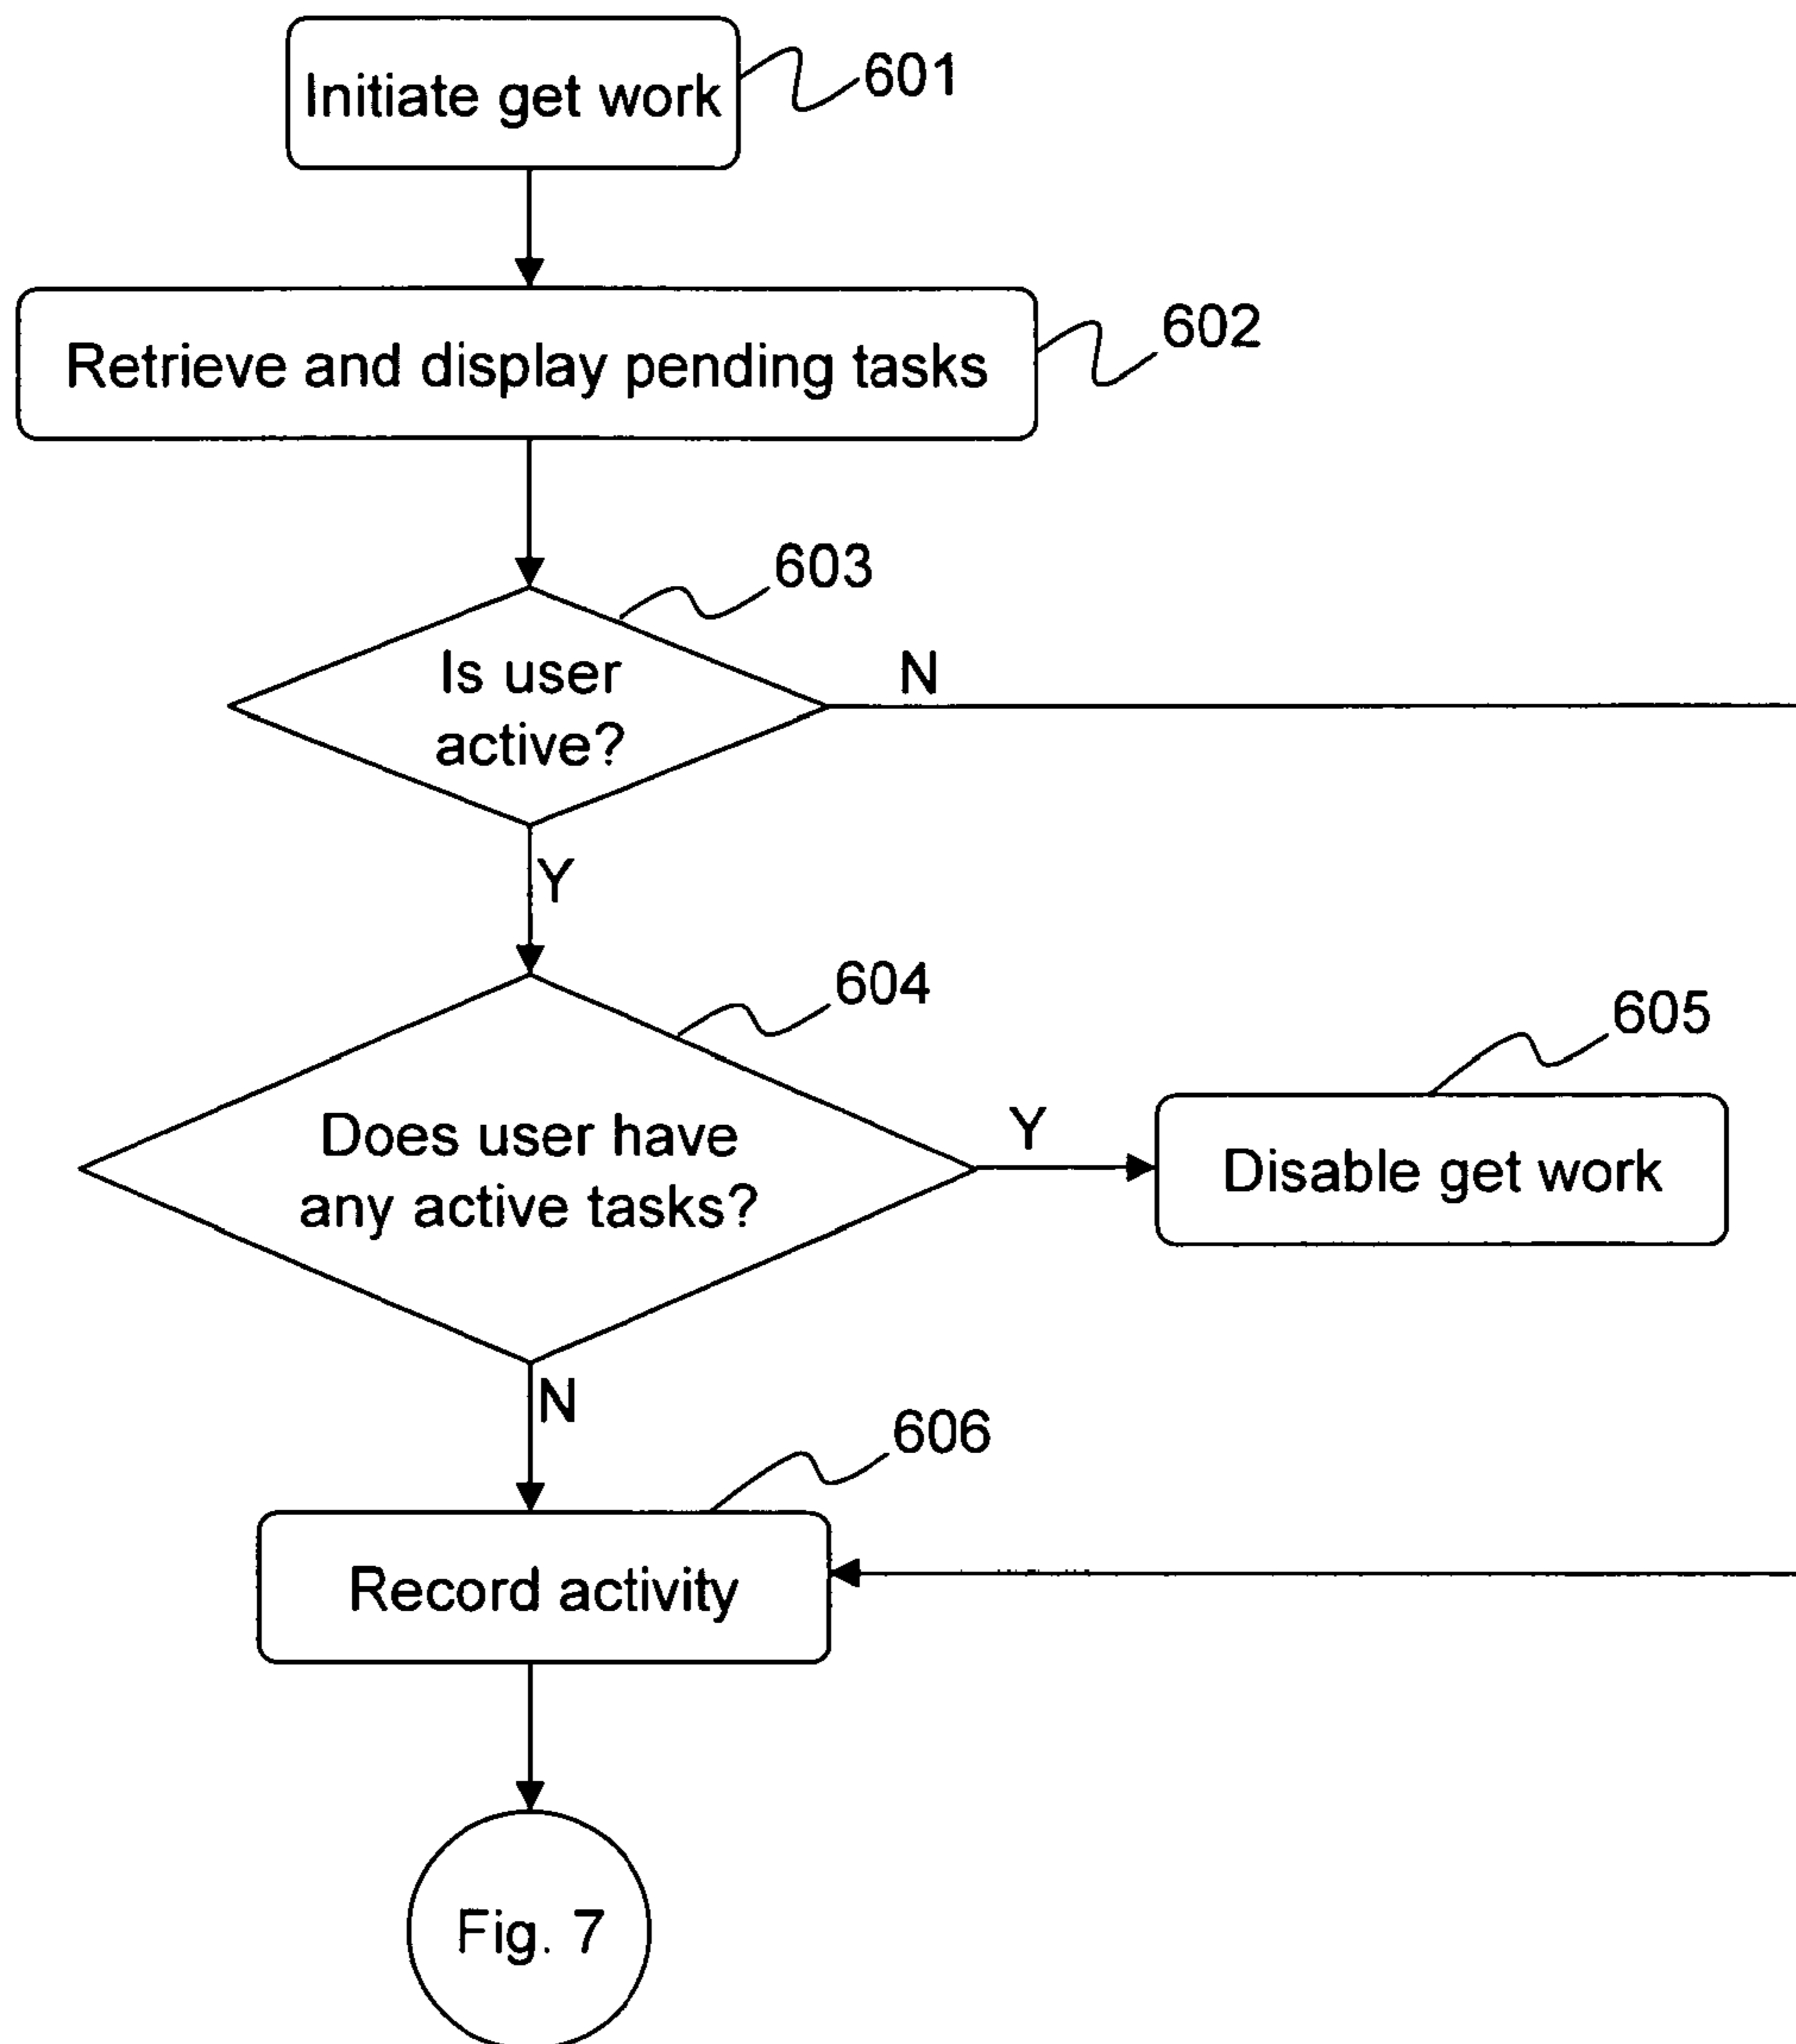 Initiate get work
601
Retrieve and display pending tasks
602
603
Is user
active?
N
Y
604
Does user have
any active tasks?
Y
605
Disable get work
N
606
Record activity
Fig. 7